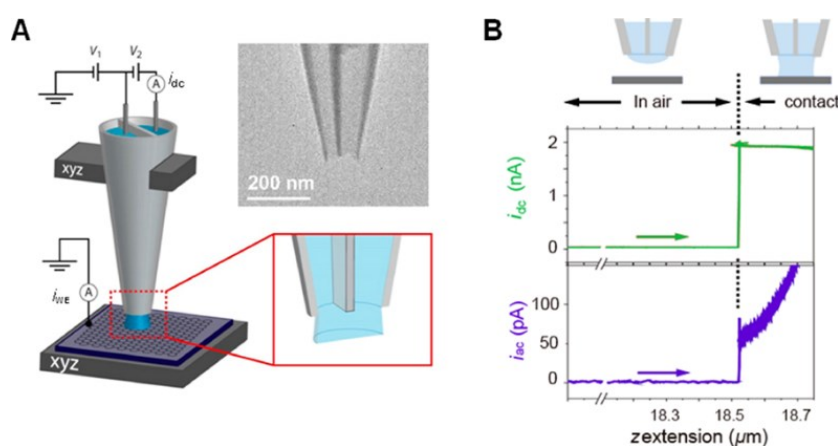 A
V1
V2
A
idc
xyz
200 nm
A
iWE
xyz
B
In air
contact
2
1
0
idc (nA)
100
50
0
iac (pA)
18.3
18.5
18.7
z extension (μm)